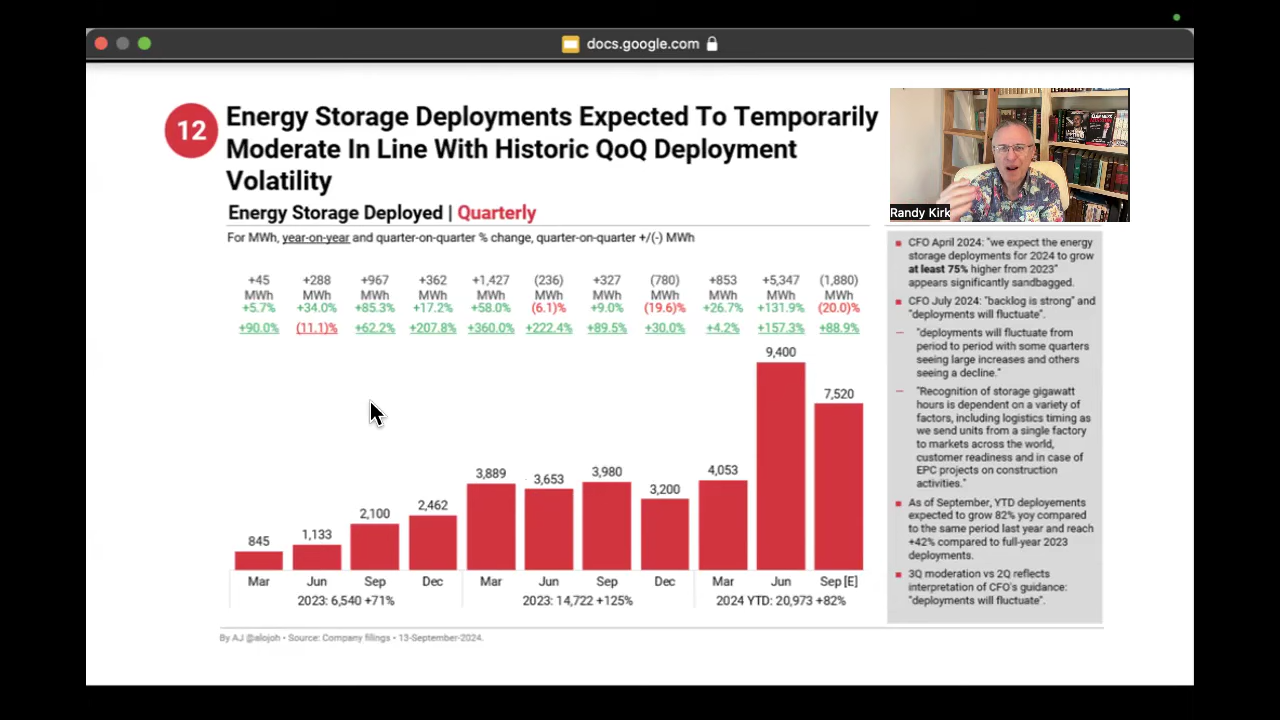 docs.google.com
12
Energy Storage Deployments Expected To Temporarily
Moderate In Line With Historic QoQ Deployment
Volatility
Energy Storage Deployed | Quarterly
For MWh, year-on-year and quarter-on-quarter % change, quarter-on-quarter +/(-) MWh
+45 +288 +967 +362 +1,427 (236) +327 (780) +853 +5,347 (1,880)
MWh MWh MWh MWh MWh MWh MWh MWh MWh MWh MWh
+5.7% +34.0% +85.3% +17.2% +58.0% (6.1)% +9.0% (19.6)% +26.7% +131.9% (20.0)%
+90.0% (11.1)% +62.2% +207.8% +360.0% +222.4% +89.5% +30.0% +4.2% +157.3% +88.9%
845 1,133 2,100 2,462 3,889 3,653 3,980 3,200 4,053 9,400 7,520
Mar Jun Sep Dec Mar Jun Sep Dec Mar Jun Sep [E]
2023: 6,540 +71% 2023: 14,722 +125% 2024 YTD: 20,973 +82%
Randy Kirk
CFO April 2024: "we expect the energy
storage deployments for 2024 to grow
at least 75% higher from 2023"
appears significantly sandbagged.
CFO July 2024: "backlog is strong" and
"deployments will fluctuate".
"deployments will fluctuate from
period to period with some quarters
seeing large increases and others
seeing a decline."
"Recognition of storage gigawatt
hours is dependent on a variety of
factors, including logistics timing as
we send units from a single factory
to markets across the world,
customer readiness and in case of
EPC projects on construction
activities."
As of September, YTD deployements
expected to grow 82% yoy compared
to the same period last year and reach
+42% compared to full-year 2023
deployments.
3Q moderation vs 2Q reflects
interpretation of CFO's guidance:
"deployments will fluctuate".
By AJ @alojoh • Source: Company filings • 13-September-2024.